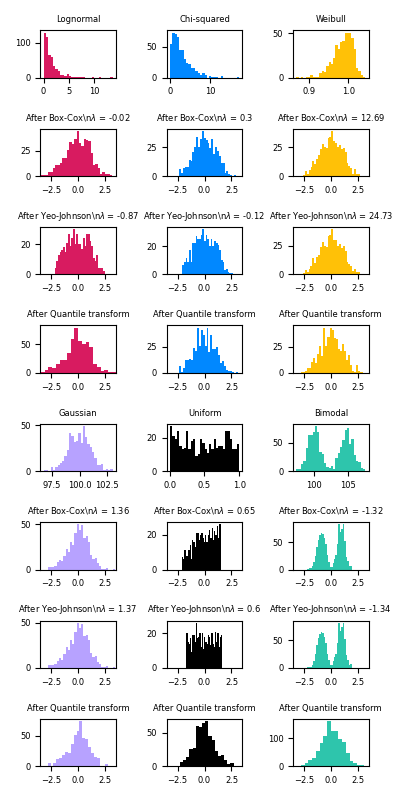 Lognormal Chi-squared Weibull
100 50 50
0 0 0
0 5 10 0 10 0.9 1.0
After Box-Cox\nλ = -0.02 After Box-Cox\nλ = 0.3 After Box-Cox\nλ = 12.69
25 25 25
0 0 0
−2.5 0.0 2.5 −2.5 0.0 2.5 −2.5 0.0 2.5
After Yeo-Johnson\nλ = -0.87 After Yeo-Johnson\nλ = -0.12 After Yeo-Johnson\nλ = 24.73
20 20 25
0 0 0
−2.5 0.0 2.5 −2.5 0.0 2.5 −2.5 0.0 2.5
After Quantile transform After Quantile transform After Quantile transform
50 25 25
0 0 0
−2.5 0.0 2.5 −2.5 0.0 2.5 −2.5 0.0 2.5
Gaussian Uniform Bimodal
50 20 50
0 0 0
97.5 100.0 102.5 0.0 0.5 1.0 100 105
After Box-Cox\nλ = 1.36 After Box-Cox\nλ = 0.65 After Box-Cox\nλ = -1.32
50 20 50
0 0 0
−2.5 0.0 2.5 −2.5 0.0 2.5 −2.5 0.0 2.5
After Yeo-Johnson\nλ = 1.37 After Yeo-Johnson\nλ = 0.6 After Yeo-Johnson\nλ = -1.34
50 20 50
0 0 0
−2.5 0.0 2.5 −2.5 0.0 2.5 −2.5 0.0 2.5
After Quantile transform After Quantile transform After Quantile transform
50 50 100
0 0 0
−2.5 0.0 2.5 −2.5 0.0 2.5 −2.5 0.0 2.5